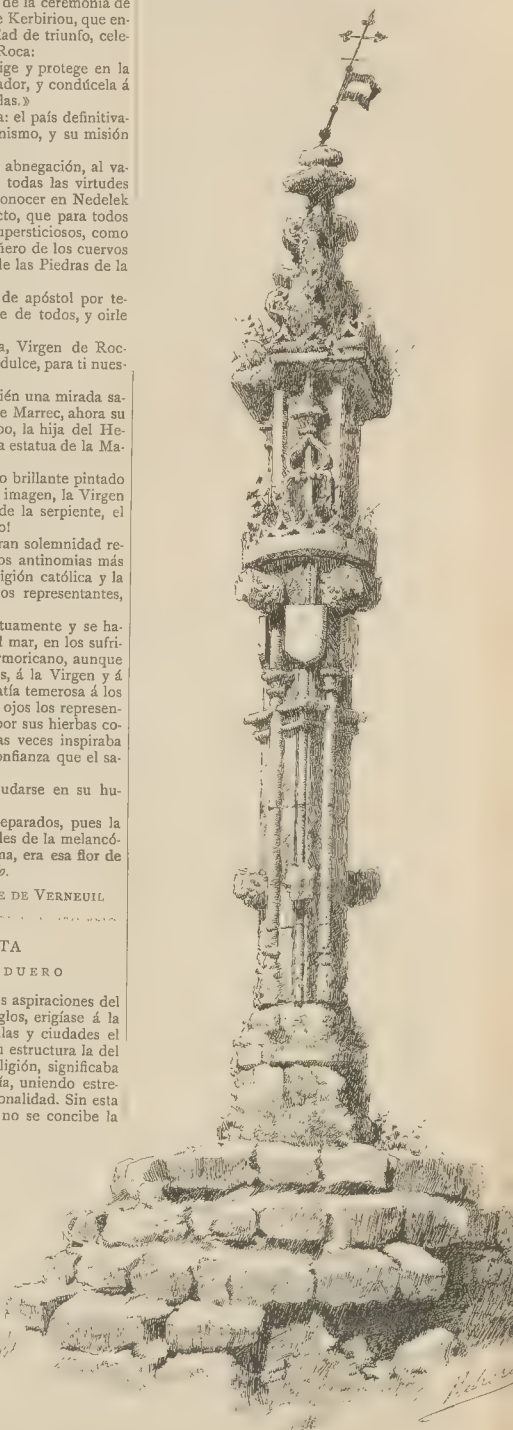 de la ceremonia de
e Kerbiriou, que en-
dad de triunfo, cele-
Roca:
ige y protege en la
ador, y condúcela á
las.»
a: el país definitiva-
nismo, y su misión
abnegación, al va-
todas las virtudes
onocer en Nedelek
cto, que para todos
upersticiosos, como
ñero de los cuervos
le las Piedras de la
de apóstol por te-
e de todos, y oirle
a, Virgen de Roc-
dulce, para ti nues-
ién una mirada sa-
e Marrec, ahora su
bo, la hija del He-
a estatua de la Ma-
o brillante pintado
imagen, la Virgen
de la serpiente, el
o!
ran solemnidad re-
os antinomias más
igión católica y la
os representantes,
tuamente y se ha-
l mar, en los sufri-
rmoricano, aunque
s, á la Virgen y á
atía temerosa á los
ojos los represen-
por sus hierbas co-
as veces inspiraba
nfianza que el sa-
udarse en su hu-
eparados, pues la
les de la melancó-
na, era esa flor de
o.
E DE VERNEUIL
TA
DUERO
s aspiraciones del
glos, erigíase á la
llas y ciudades el
u estructura la del
ligión, significaba
ía, uniendo estre-
onalidad. Sin esta
no se concibe la